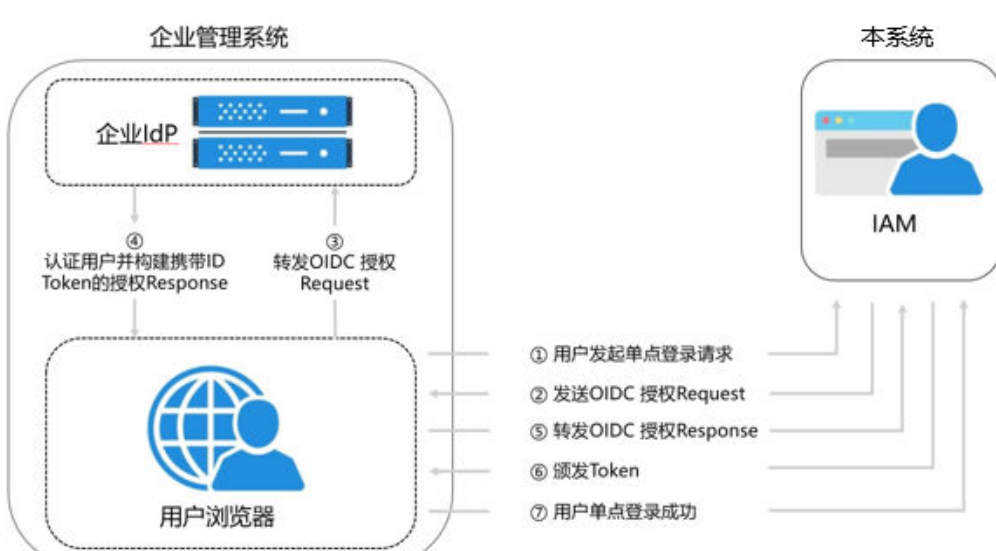 企业管理系统
本系统
企业IdP
IAM
④
认证用户并构建携带ID
Token的授权Response
③
转发OIDC 授权
Request
① 用户发起单点登录请求
② 发送OIDC 授权Request
⑤ 转发OIDC 授权Response
⑥ 颁发Token
⑦ 用户单点登录成功
用户浏览器